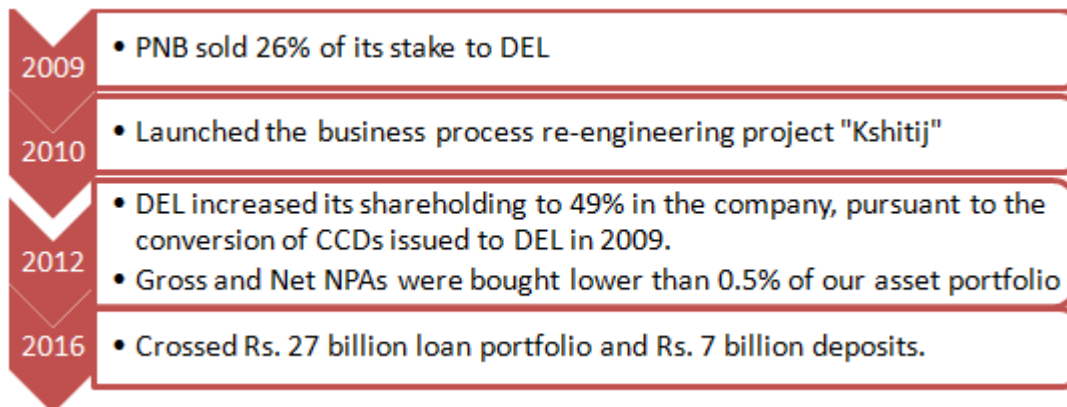 2009
• PNB sold 26% of its stake to DEL
2010
• Launched the business process re-engineering project "Kshitij"
2012
• DEL increased its shareholding to 49% in the company, pursuant to the
conversion of CCDs issued to DEL in 2009.
• Gross and Net NPAs were bought lower than 0.5% of our asset portfolio
2016
• Crossed Rs. 27 billion loan portfolio and Rs. 7 billion deposits.